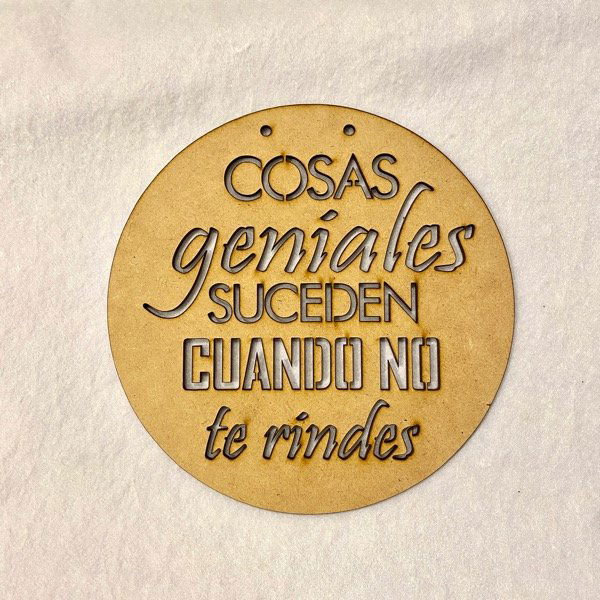 COSAS
geniales
SUCEDEN
CUANDO NO
te rindes